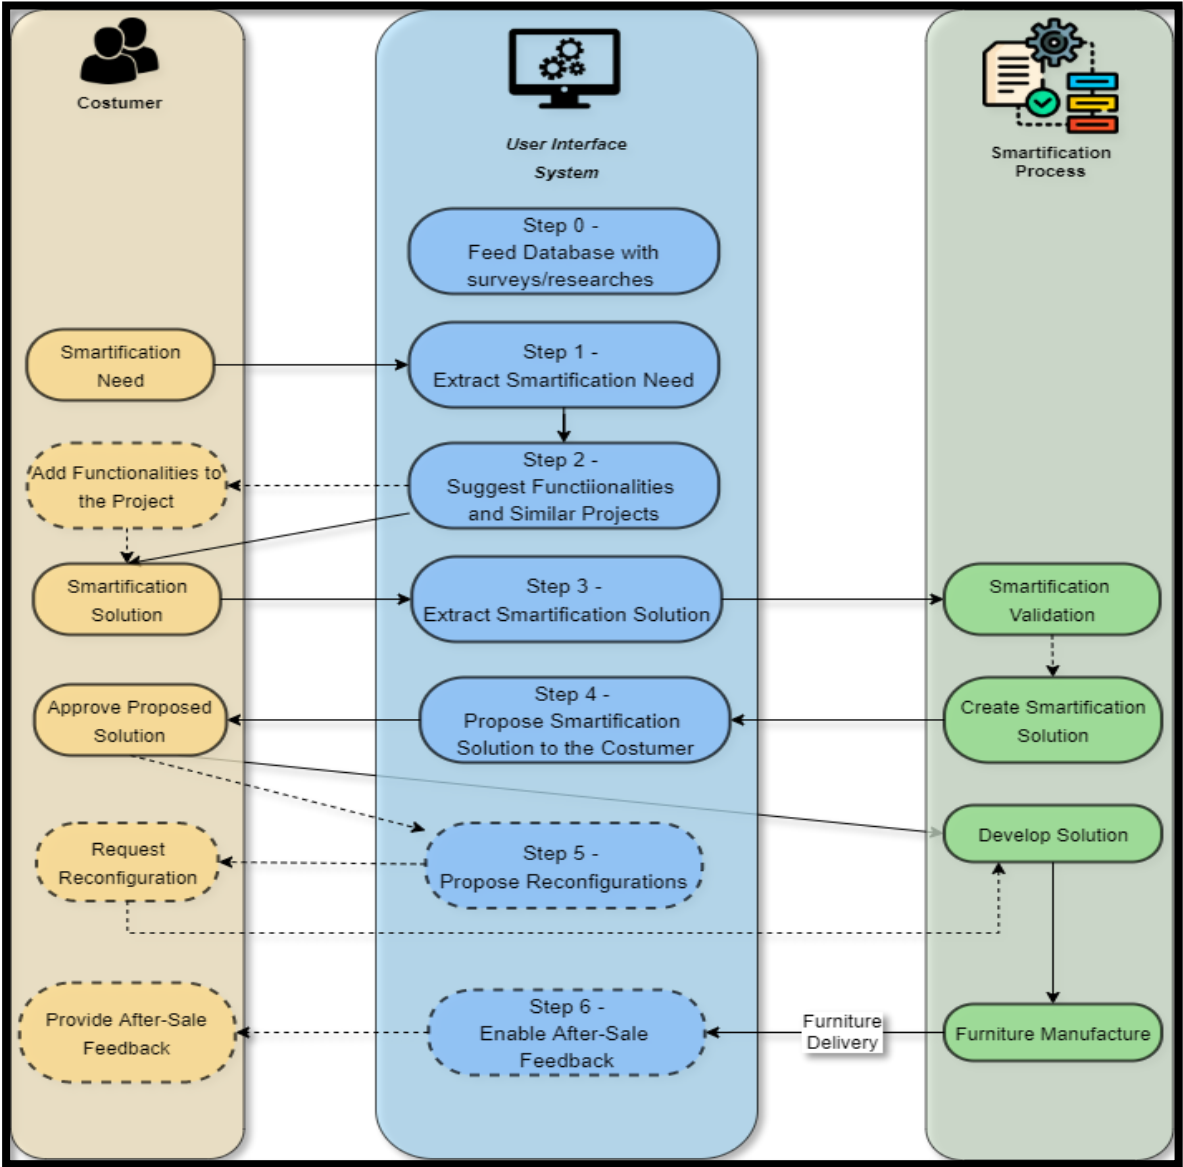 Costumer
User Interface
System
Smartification
Process
Step 0 -
Feed Database with
surveys/researches
Smartification
Need
Step 1 -
Extract Smartification Need
Add Functionalities to
the Project
Step 2 -
Suggest Functiionalities
and Similar Projects
Smartification
Solution
Step 3 -
Extract Smartification Solution
Smartification
Validation
Approve Proposed
Solution
Step 4 -
Propose Smartification
Solution to the Costumer
Create Smartification
Solution
Develop Solution
Request
Reconfiguration
Step 5 -
Propose Reconfigurations
Provide After-Sale
Feedback
Step 6 -
Enable After-Sale
Feedback
Furniture
Delivery
Furniture Manufacture